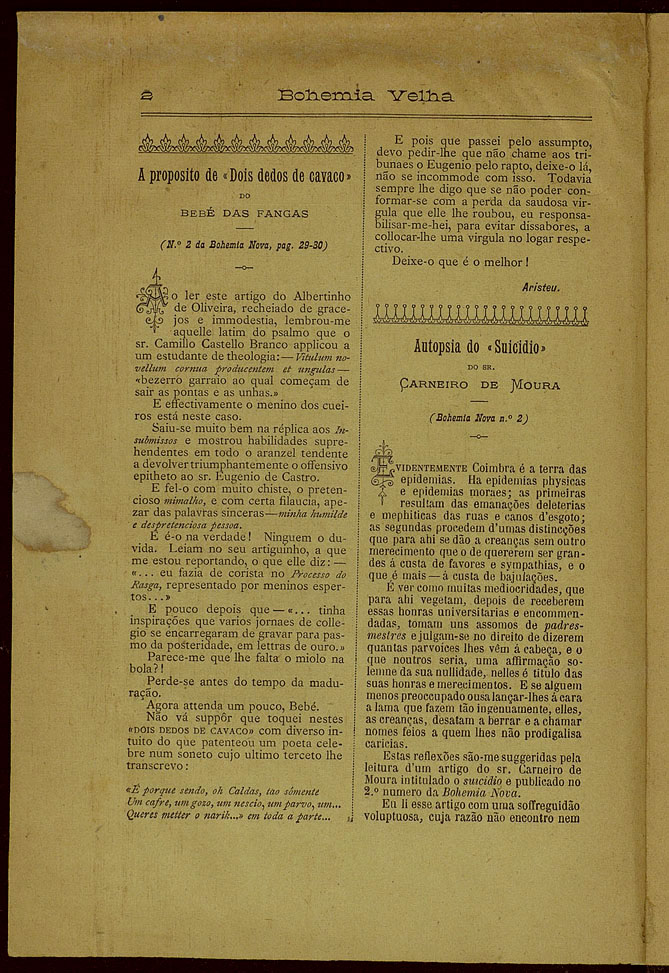 2
Bohemia Velha
A proposito de «Dois dedos de cavaco»
DO
BEBÉ DAS FANGAS
(N.º 2 da Bohemia Nova, pag. 29-30)
Ao ler este artigo do Albertinho
de Oliveira, recheiado de grace-
jos e immodestia, lembrou-me
aquelle latim do psalmo que o
sr. Camillo Castello Branco applicou a
um estudante de theologia:—Vitulum no-
vellum cornua producentem et ungulas—
«bezerro garraio ao qual começam de
sair as pontas e as unhas.»
E effectivamente o menino dos cuei-
ros está neste caso.
Saiu-se muito bem na réplica aos In-
submissos e mostrou habilidades supre-
hendentes em todo o aranzel tendente
a devolver triumphantemente o offensivo
epitheto ao sr. Eugenio de Castro.
E fel-o com muito chiste, o preten-
cioso mimalho, e com certa filaucia, ape-
zar das palavras sinceras—minha humilde
e despretenciosa pessoa.
E é-o na verdade! Ninguem o du-
vida. Leiam no seu artiguinho, a que
me estou reportando, o que elle diz:—
«... eu fazia de corista no Processo do
Rasga, representado por meninos esper-
tos...»
E pouco depois que—«... tinha
inspirações que varios jornaes de colle-
gio se encarregaram de gravar para pas-
mo da posteridade, em lettras de ouro.»
Parece-me que lhe falta o miolo na
bola?!
Perde-se antes do tempo da madu-
ração.
Agora attenda um pouco, Bebé.
Não vá suppôr que toquei nestes
«DOIS DEDOS DE CAVACO» com diverso in-
tuito do que patenteou um poeta cele-
bre num soneto cujo ultimo terceto lhe
transcrevo:
«E porque sendo, oh Caldas, tao sómente
Um cafre, um gozo, um nescio, um parvo, um...
Queres metter o narik...» em toda a parte...
E pois que passei pelo assumpto,
devo pedir-lhe que não chame aos tri-
bunaes o Eugenio pelo rapto, deixe-o lá,
não se incommode com isso. Todavia
sempre lhe digo que se não poder con-
formar-se com a perda da saudosa vir-
gula que elle lhe roubou, eu responsa-
bilisar-me-hei, para evitar dissabores, a
collocar-lhe uma virgula no logar respe-
ctivo.
Deixe-o que é o melhor!
Aristeu.
Autopsia do «Suicidio»
DO SR.
CARNEIRO DE MOURA
(Bohemia Nova n.º 2)
EVIDENTEMENTE Coimbra é a terra das
epidemias. Ha epidemias physicas
e epidemias moraes; as primeiras
resultam das emanações deleterias
e mephiticas das ruas e canos d'esgoto;
as segundas procedem d'umas distincções
que para ahi se dão a creanças sem outro
merecimento que o de quererem ser gran-
des á custa de favores e sympathias, e o
que é mais—á custa de bajulações.
É ver como muitas mediocridades, que
para ahi vegetam, depois de receberem
essas honras universitarias e encommen-
dadas, tomam uns assomos de padres-
mestres e julgam-se no direito de dizerem
quantas parvoices lhes vêm á cabeça, e o
que noutros seria, uma affirmação so-
lemne da sua nullidade, nelles é titulo das
suas honras e merecimentos. E se alguem
menos preoccupado ousa lançar-lhes á cara
a lama que fazem tão ingenuamente, elles,
as creanças, desatam a berrar e a chamar
nomes feios a quem lhes não prodigalisa
caricias.
Estas reflexões são-me suggeridas pela
leitura d'um artigo do sr. Carneiro de
Moura intitulado o suicidio e publicado no
2.º numero da Bohemia Nova.
Eu li esse artigo com uma soffreguidão
voluptuosa, cuja razão não encontro nem